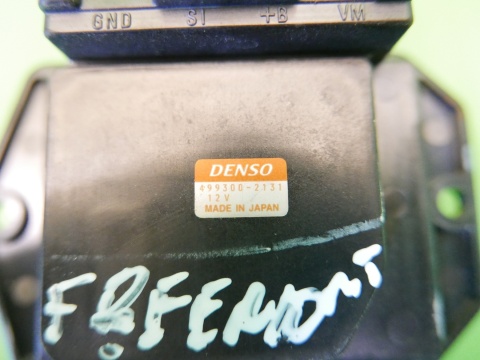 GND SI +B VM
DENSO
499300-2131
12V
MADE IN JAPAN
FREEMONT